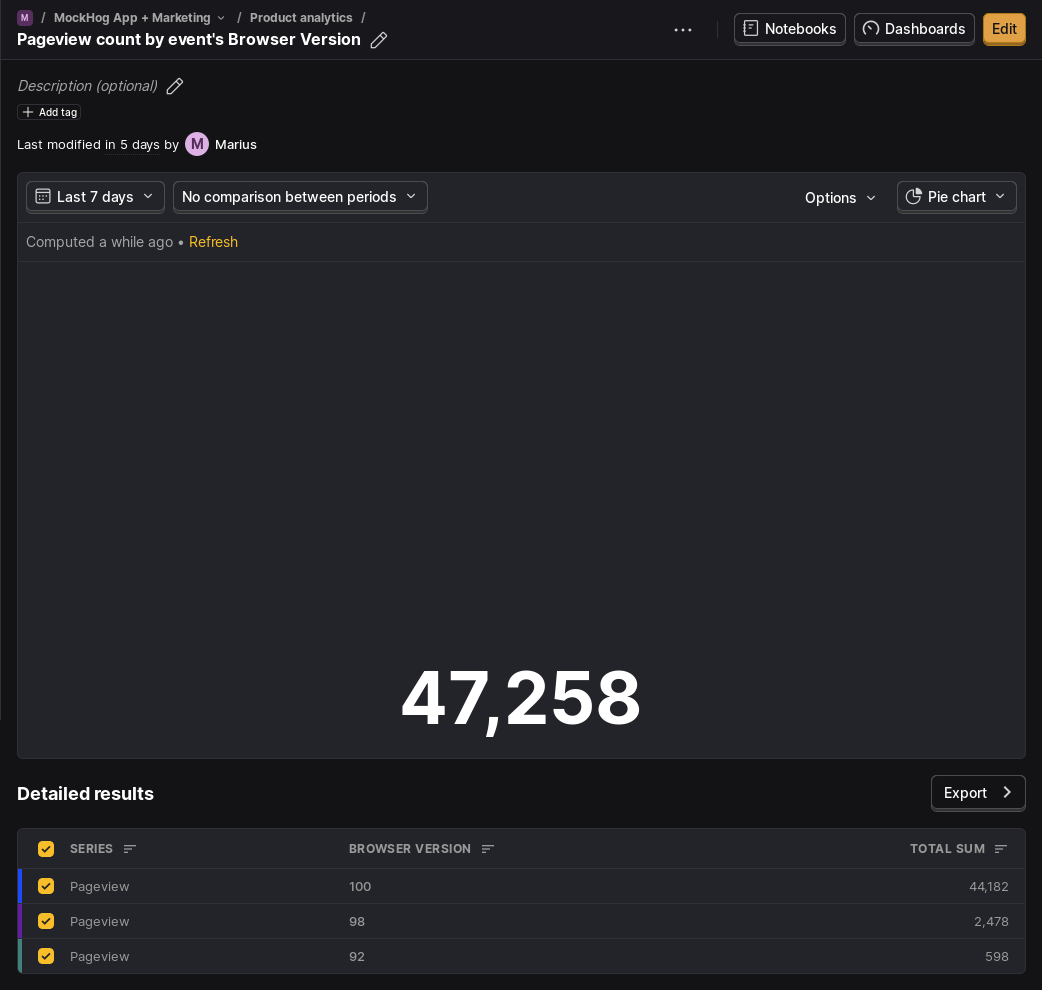 M / MockHog App + Marketing / Product analytics /
Pageview count by event's Browser Version
Notebooks Dashboards Edit
Description (optional)
Add tag
Last modified in 5 days by M Marius
Last 7 days No comparison between periods Options Pie chart
Computed a while ago • Refresh
47,258
Detailed results Export
SERIES BROWSER VERSION TOTAL SUM
Pageview 100 44,182
Pageview 98 2,478
Pageview 92 598